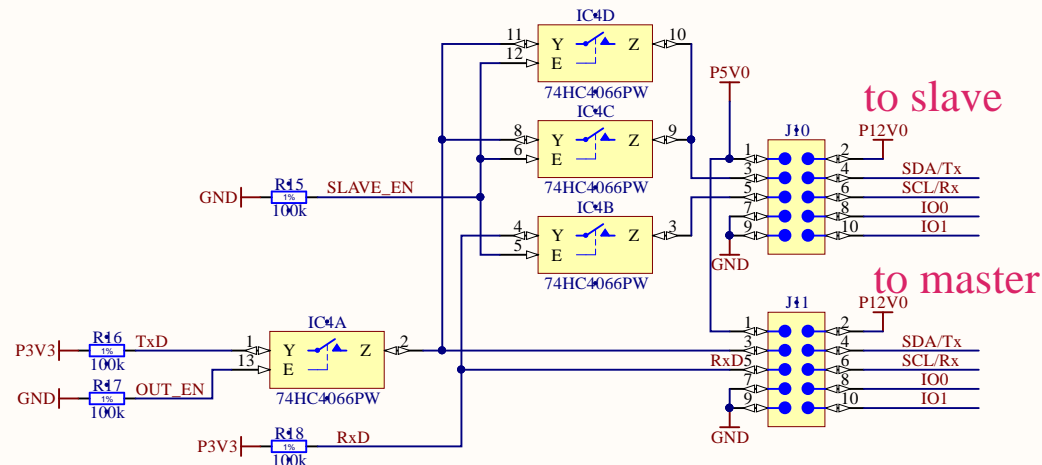 IC4D
11 Y Z 10
12 E
74HC4066PW
IC4C
8 Y Z 9
6 E
74HC4066PW
IC4B
4 Y Z 3
5 E
74HC4066PW
R15
GND 1% SLAVE_EN
100k
P5V0
to slave
J10
P12V0
1 2
3 4 SDA/Tx
5 6 SCL/Rx
7 8 IO0
9 10 IO1
GND
to master
IC4A
1 Y Z 2
13 E
74HC4066PW
R16 TxD
P3V3 1%
100k
R17 OUT_EN
GND 1%
100k
R18 RxD
P3V3 1%
100k
J11
P12V0
1 2
3 4 SDA/Tx
RxD 5 6 SCL/Rx
7 8 IO0
9 10 IO1
GND